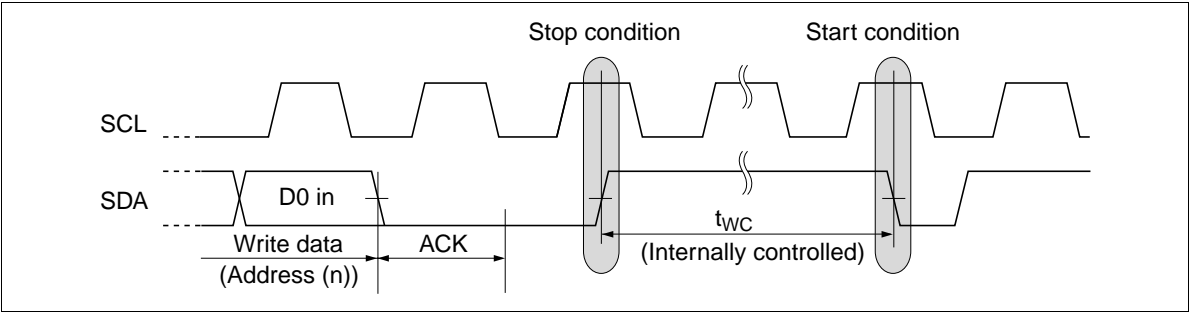 Stop condition
Start condition
SCL
SDA
D0 in
Write data
(Address (n))
ACK
tWC
(Internally controlled)